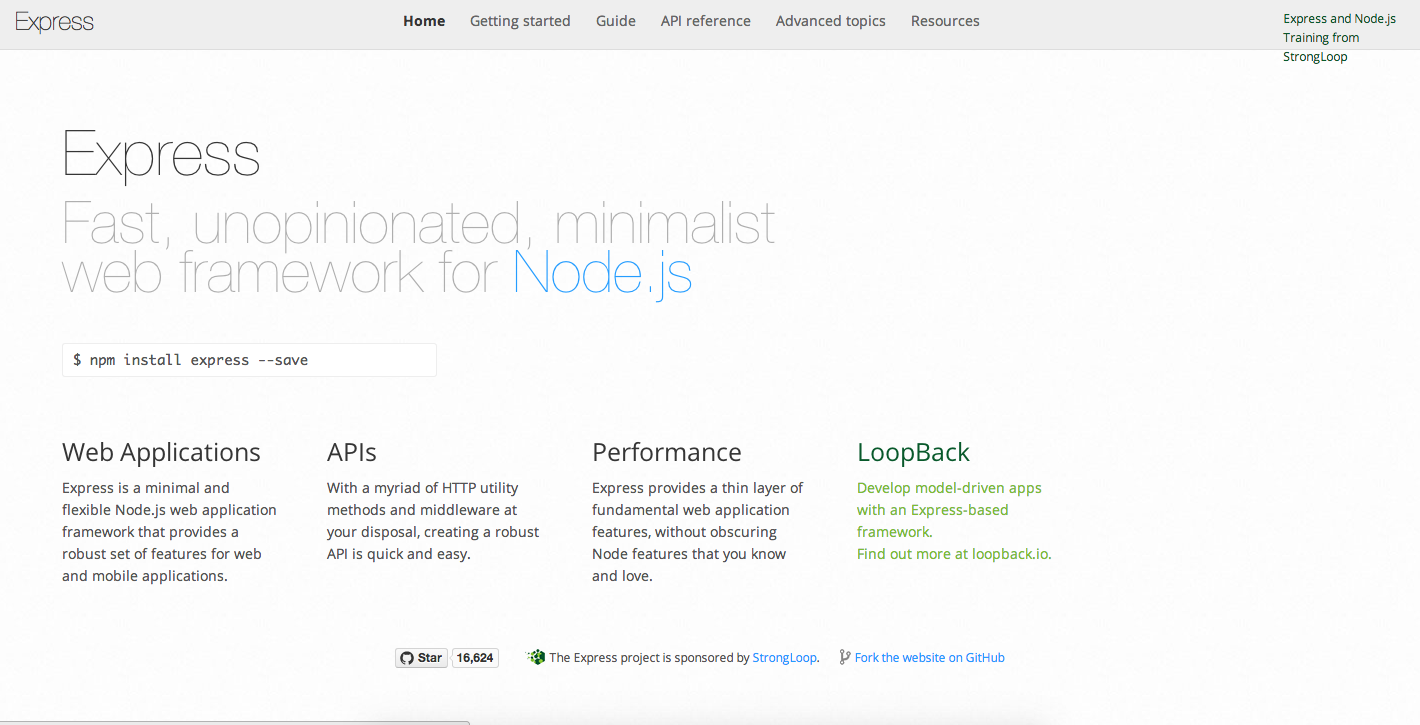 Express
Home Getting started Guide API reference Advanced topics Resources
Express and Node.js
Training from
StrongLoop
Express
Fast, unopinionated, minimalist
web framework for Node.js
$ npm install express --save
Web Applications
Express is a minimal and
flexible Node.js web application
framework that provides a
robust set of features for web
and mobile applications.
APIs
With a myriad of HTTP utility
methods and middleware at
your disposal, creating a robust
API is quick and easy.
Performance
Express provides a thin layer of
fundamental web application
features, without obscuring
Node features that you know
and love.
LoopBack
Develop model-driven apps
with an Express-based
framework.
Find out more at loopback.io.
Star 16,624 The Express project is sponsored by StrongLoop. Fork the website on GitHub